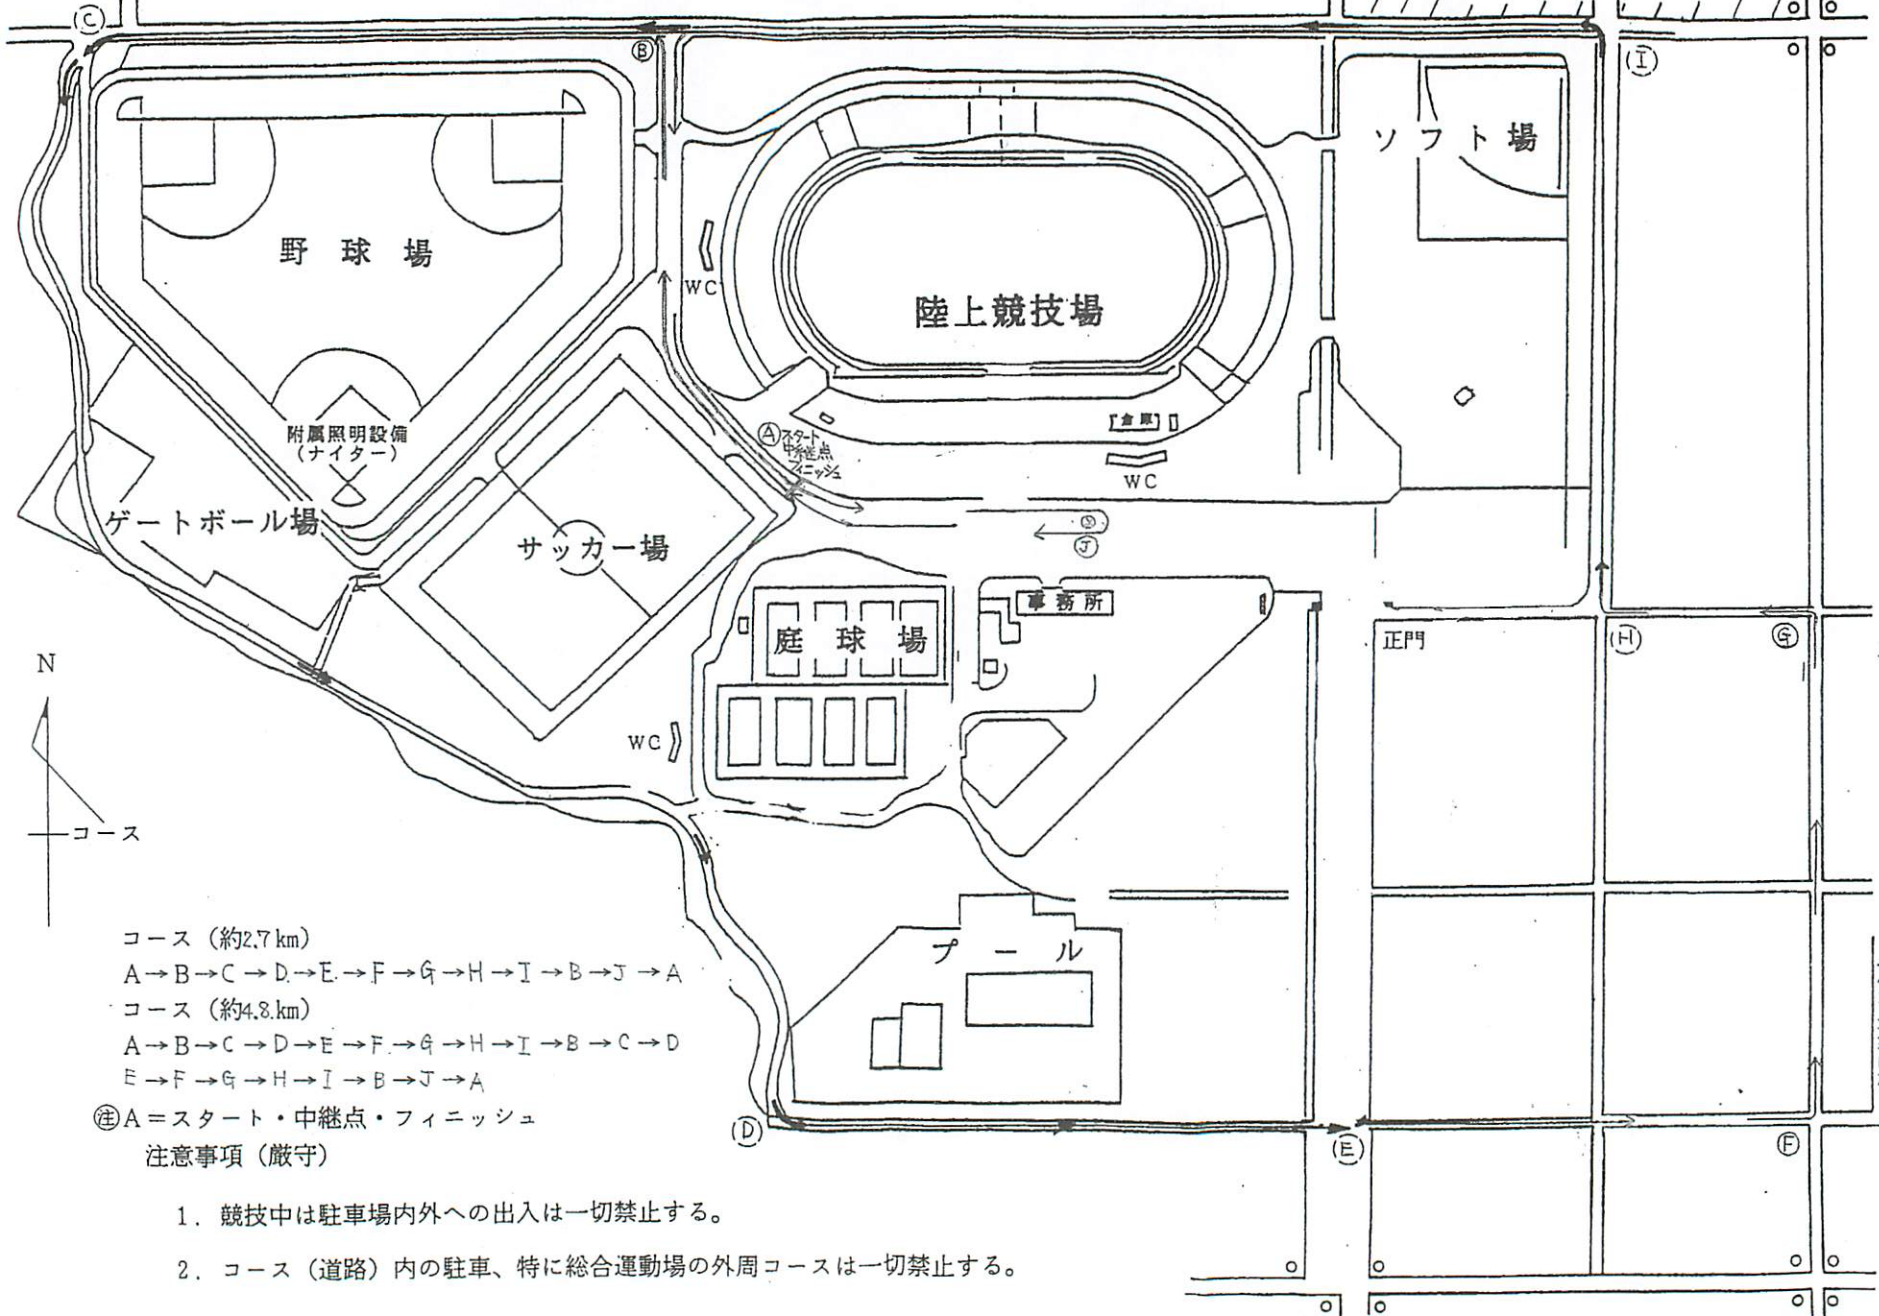 C
B
I
ソフト場
野球場
WC
陸上競技場
附属照明設備
(ナイター)
Aスタート
中継点
フィニッシュ
倉庫
WC
ゲートボール場
サッカー場
J
事務所
庭球場
正門
H
G
N
WC
コース
プール
コース (約2.7km)
A→B→C→D→E→F→G→H→I→B→J→A
コース (約4.8km)
A→B→C→D→E→F→G→H→I→B→C→D
E→F→G→H→I→B→J→A
㊟A=スタート・中継点・フィニッシュ
D
E
F
注意事項(厳守)
1. 競技中は駐車場内外への出入は一切禁止する。
2. コース(道路)内の駐車、特に総合運動場の外周コースは一切禁止する。